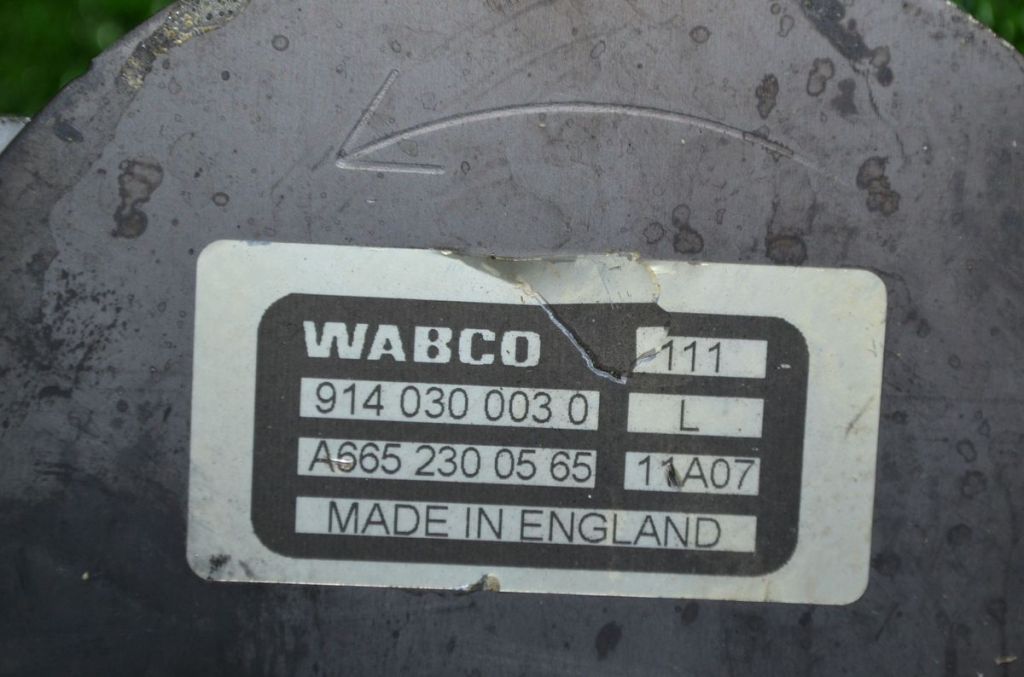 WABCO 111
914 030 003 0 L
A665 230 05 65 11A07
MADE IN ENGLAND